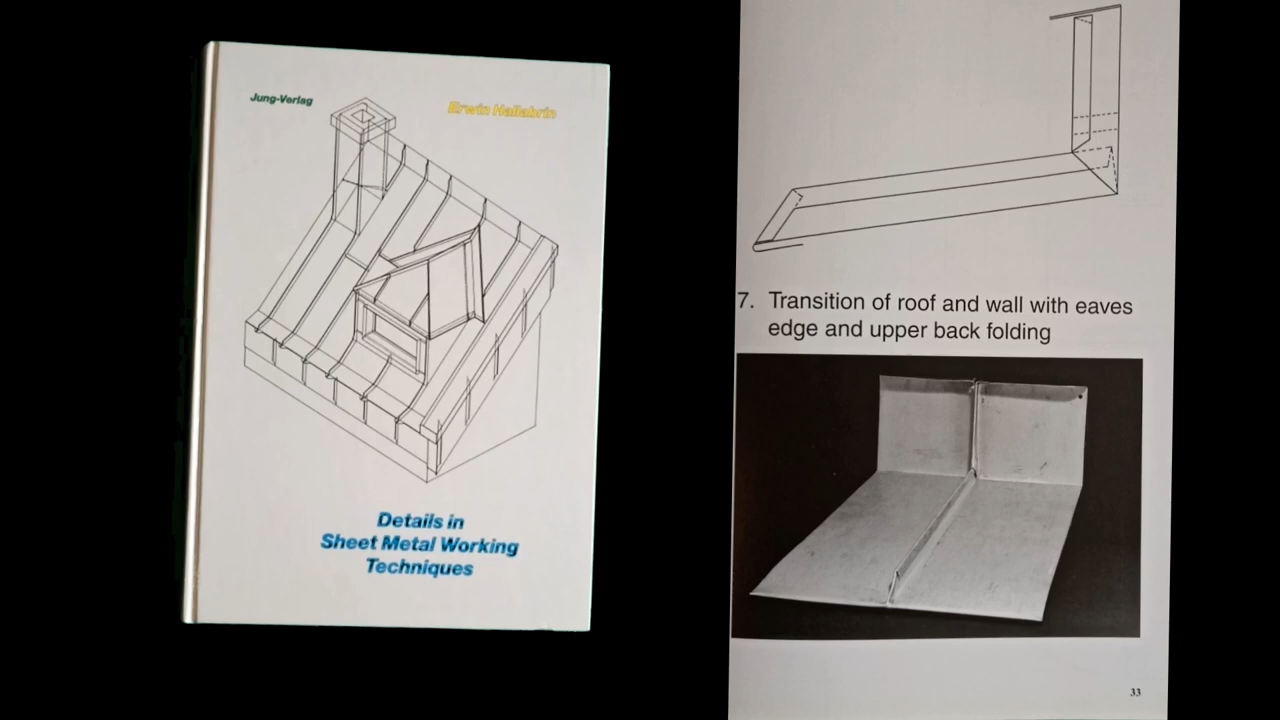 Jung-Verlag
Erwin Hallabrin
Details in
Sheet Metal Working
Techniques
7. Transition of roof and wall with eaves
edge and upper back folding
33